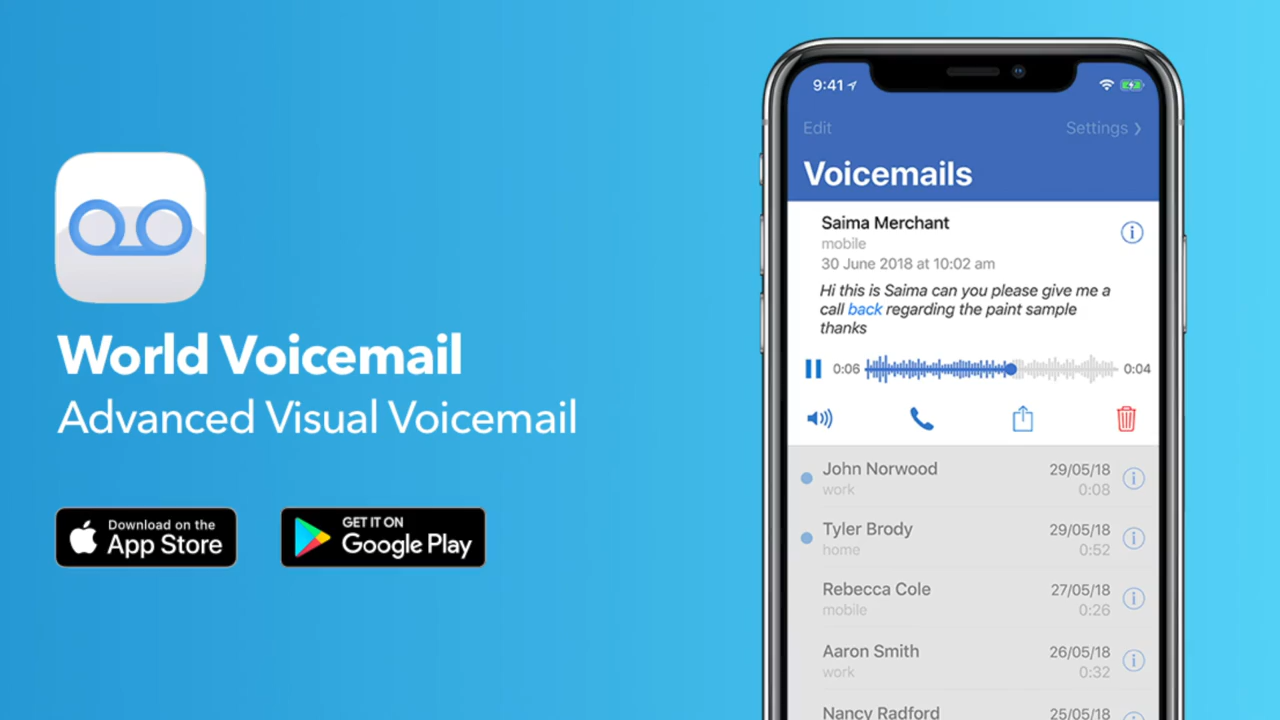 World Voicemail
Advanced Visual Voicemail
Download on the
App Store
GET IT ON
Google Play
9:41
Edit
Settings
Voicemails
Saima Merchant
mobile
30 June 2018 at 10:02 am
Hi this is Saima can you please give me a
call back regarding the paint sample
thanks
0:06
0:04
John Norwood 29/05/18
work 0:08
Tyler Brody 29/05/18
home 0:52
Rebecca Cole 27/05/18
mobile 0:26
Aaron Smith 26/05/18
work 0:32
Nancy Radford 25/05/18